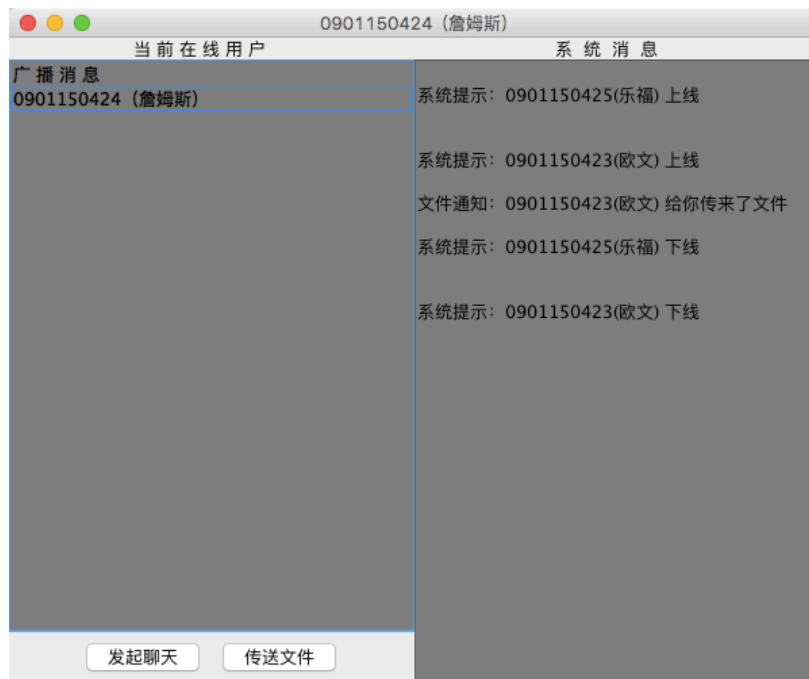 0901150424（詹姆斯）
当前在线用户
广播消息
0901150424（詹姆斯）
发起聊天 传送文件
系统消息
系统提示：0901150425(乐福) 上线
系统提示：0901150423(欧文) 上线
文件通知：0901150423(欧文) 给你传来了文件
系统提示：0901150425(乐福) 下线
系统提示：0901150423(欧文) 下线